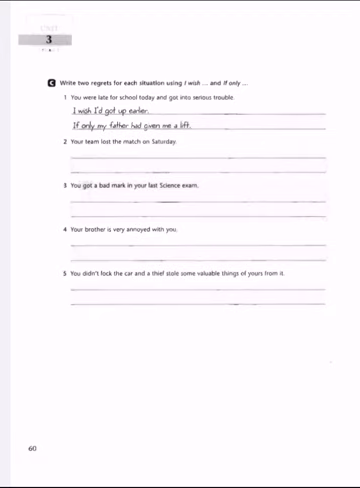 UNIT
3
C Write two regrets for each situation using I wish ... and If only ...
1 You were late for school today and got into serious trouble.
I wish I'd got up earlier.
If only my father had given me a lift.
2 Your team lost the match on Saturday.
3 You got a bad mark in your last Science exam.
4 Your brother is very annoyed with you.
5 You didn't lock the car and a thief stole some valuable things of yours from it.
60